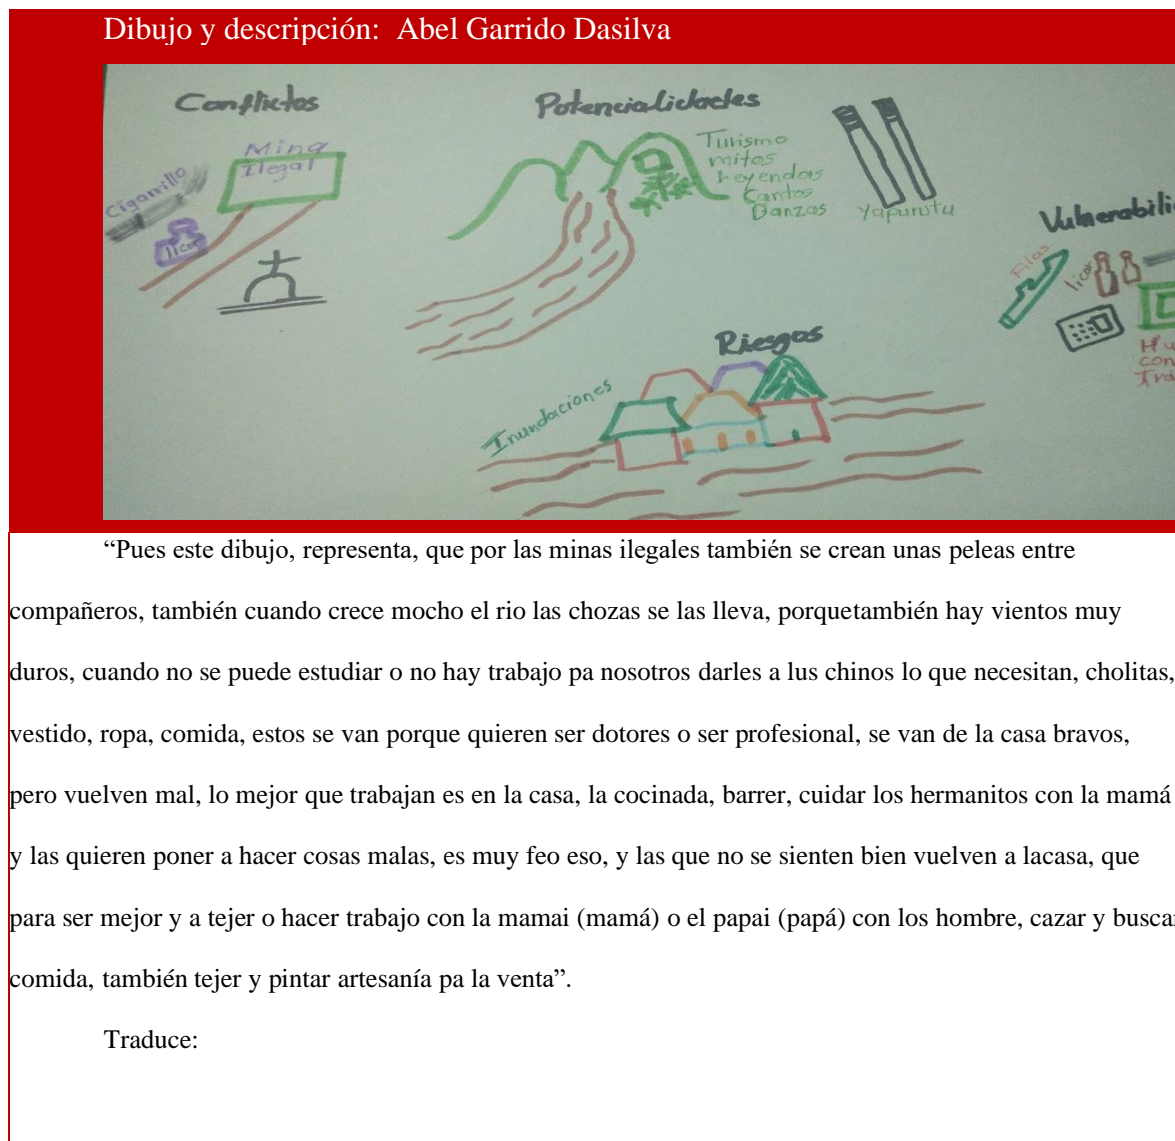 Dibujo y descripción: Abel Garrido Dasilva
Conflictos
Mina
Ilegal
Cigarrillo
licor
Potencialidades
Turismo
mitos
Leyendas
Cantos
Danzas
Yapurutu
Vulnerabili
Pilas
licor
Riesgos
Inundaciones
“Pues este dibujo, representa, que por las minas ilegales también se crean unas peleas entre
compañeros, también cuando crece mocho el rio las chozas se las lleva, porquetambién hay vientos muy
duros, cuando no se puede estudiar o no hay trabajo pa nosotros darles a lus chinos lo que necesitan, cholitas,
vestido, ropa, comida, estos se van porque quieren ser dotores o ser profesional, se van de la casa bravos,
pero vuelven mal, lo mejor que trabajan es en la casa, la cocinada, barrer, cuidar los hermanitos con la mamá
y las quieren poner a hacer cosas malas, es muy feo eso, y las que no se sienten bien vuelven a lacasa, que
para ser mejor y a tejer o hacer trabajo con la mamai (mamá) o el papai (papá) con los hombre, cazar y buscar
comida, también tejer y pintar artesanía pa la venta”.
Traduce: